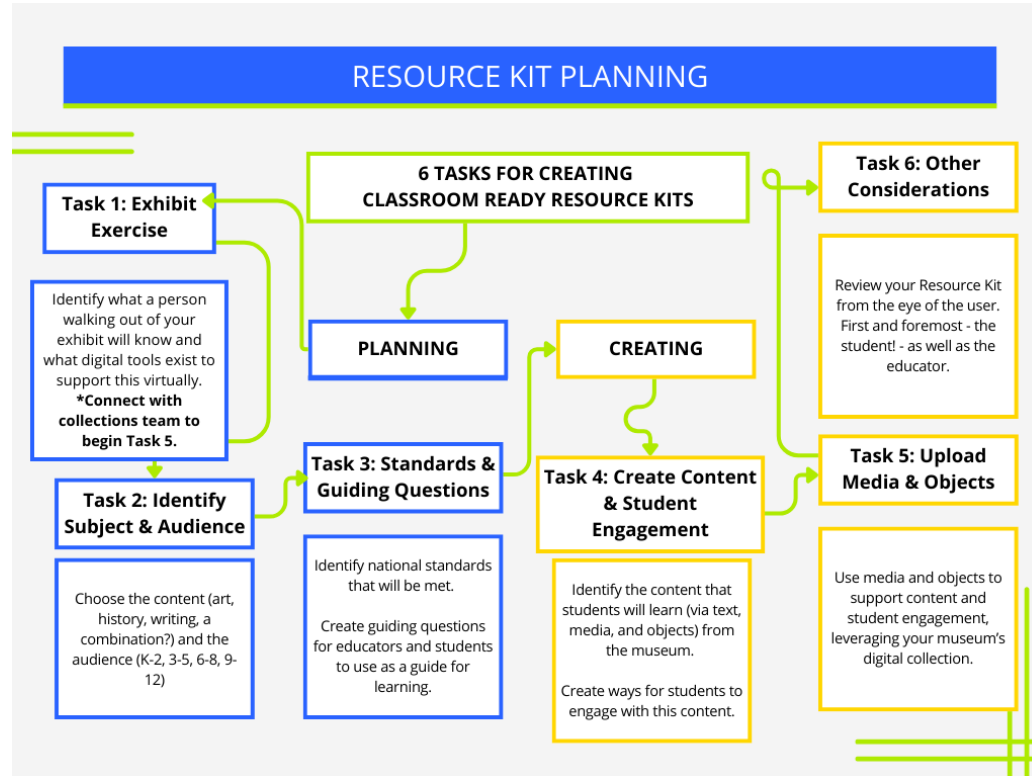 RESOURCE KIT PLANNING
6 TASKS FOR CREATING
CLASSROOM READY RESOURCE KITS
PLANNING
Task 1: Exhibit
Exercise
Identify what a person
walking out of your
exhibit will know and
what digital tools exist to
support this virtually.
*Connect with
collections team to
begin Task 5.
Task 2: Identify
Subject & Audience
Choose the content (art,
history, writing, a
combination?) and the
audience (K-2, 3-5, 6-8, 9-
12)
Task 3: Standards &
Guiding Questions
Identify national standards
that will be met.
Create guiding questions
for educators and students
to use as a guide for
learning.
CREATING
Task 4: Create Content
& Student
Engagement
Identify the content that
students will learn (via text,
media, and objects) from
the museum.
Create ways for students to
engage with this content.
Task 5: Upload
Media & Objects
Use media and objects to
support content and
student engagement,
leveraging your museum's
digital collection.
Task 6: Other
Considerations
Review your Resource Kit
from the eye of the user.
First and foremost - the
student! - as well as the
educator.